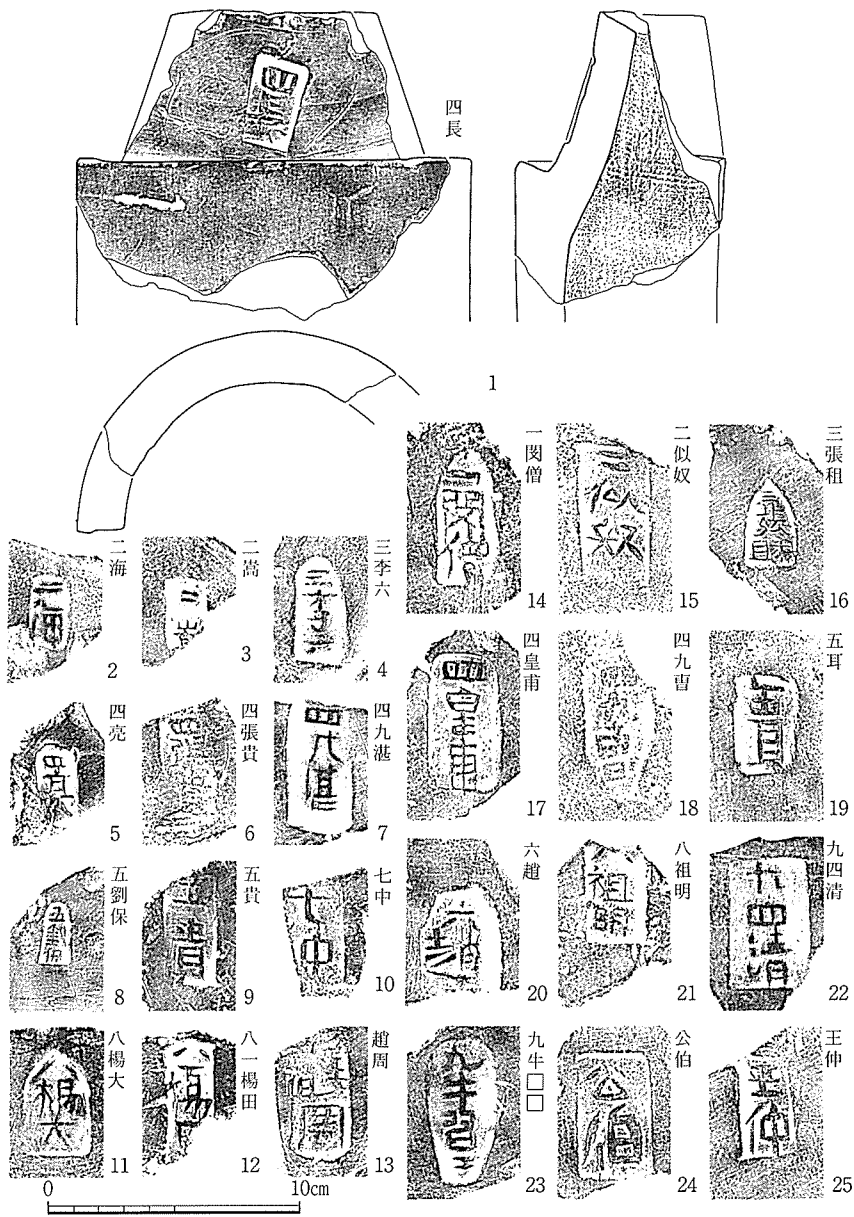 四長
1
二海
2
二嵩
3
三李六
4
一閔僧
14
二似奴
15
三張租
16
四亮
5
四張貴
6
四九湛
7
四皇甫
17
四九曺
18
五耳
19
五劉保
8
五貴
9
七中
10
六趙
20
八祖明
21
九四清
22
八楊大
11
八一楊田
12
趙周
13
九牛□□
23
公伯
24
王仲
25
0 10cm